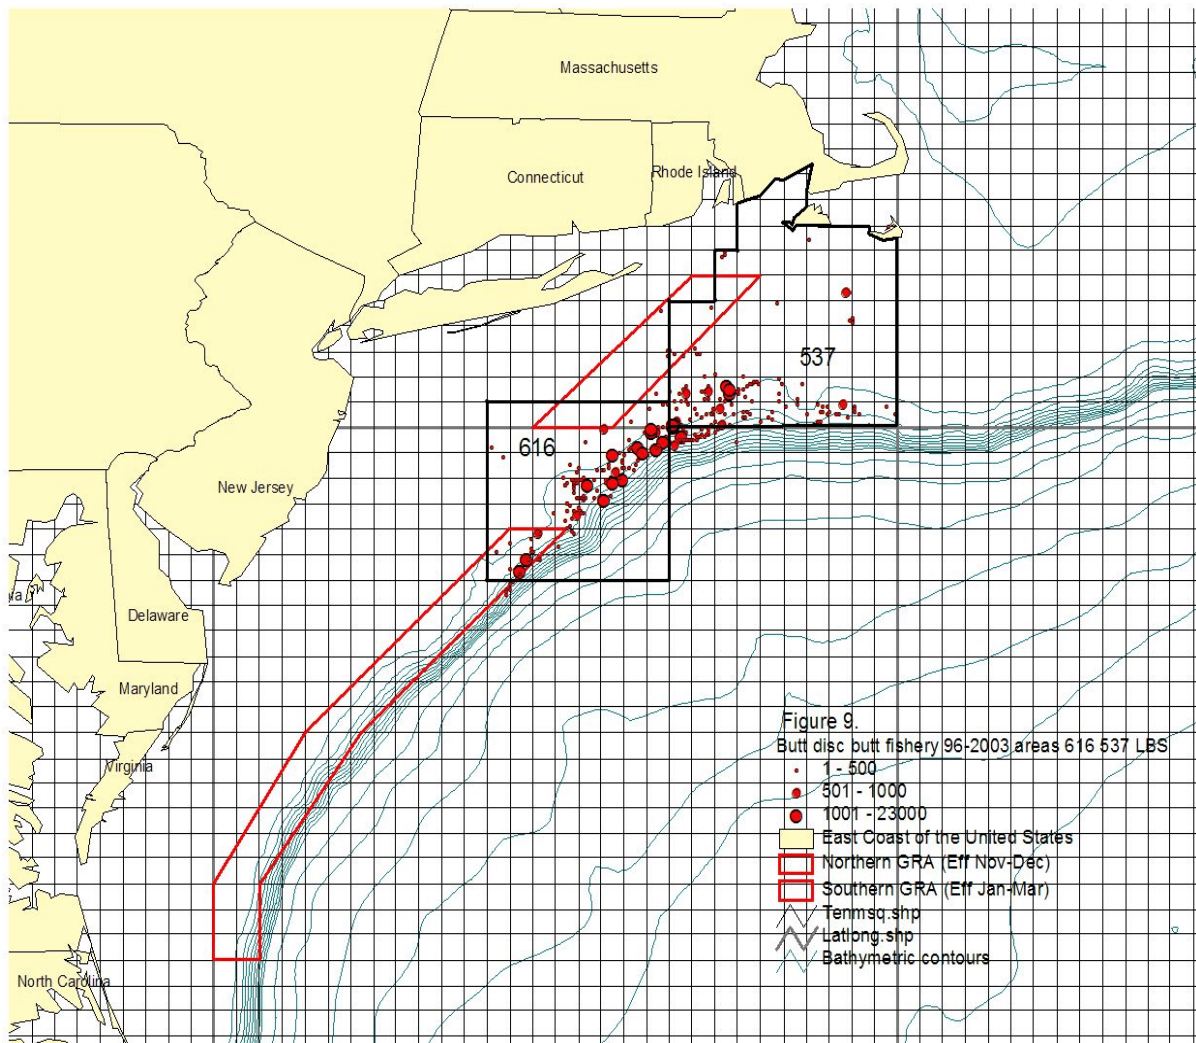 Massachusetts
Connecticut
Rhode Island
537
616
New Jersey
Delaware
Maryland
Virginia
North Carolina
Figure 9.
Butt disc butt fishery 96-2003 areas 616 537 LBS
1 - 500
501 - 1000
1001 - 23000
East Coast of the United States
Northern GRA (Eff Nov-Dec)
Southern GRA (Eff Jan-Mar)
Tenmsq.shp
Latlong.shp
Bathymetric contours